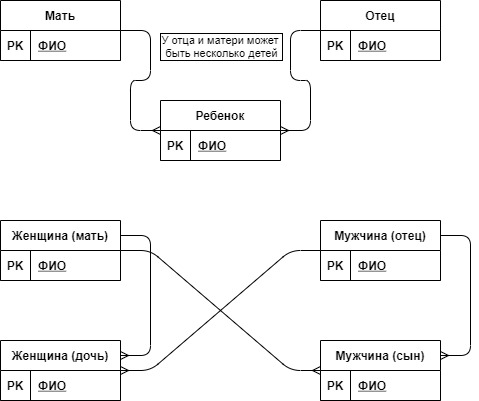 Мать
Отец
PK ФИО
У отца и матери может
быть несколько детей
PK ФИО
Ребенок
PK ФИО
Женщина (мать)
Мужчина (отец)
PK ФИО
PK ФИО
Женщина (дочь)
Мужчина (сын)
PK ФИО
PK ФИО